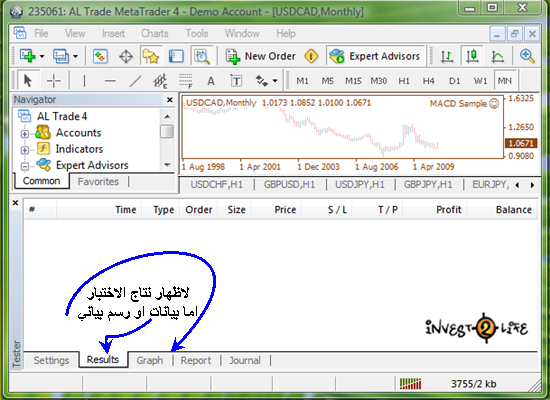 235061: AL Trade MetaTrader 4 - Demo Account - [USDCAD,Monthly]
File View Insert Charts Tools Window Help
New Order Expert Advisors
A T M1 M5 M15 M30 H1 H4 D1 W1 MN
Navigator
AL Trade 4
Accounts
Indicators
Expert Advisors
Common Favorites
USDCAD,Monthly 1.0173 1.0852 1.0100 1.0671
MACD Sample
1.6325
1.2650
1.0671
0.9080
1 Aug 1998 1 Apr 2001 1 Dec 2003 1 Aug 2006 1 Apr 2009
USDCHF,H1 GBPUSD,H1 USDJPY,H1 GBPJPY,H1 EURJPY,
# Time Type Order Size Price S / L T / P Profit Balance
لاظهار نتاج الاختبار
اما بيانات او رسم بياني
INVEST 2 LIFE
Tester
Settings Results Graph Report Journal
3755/2 kb